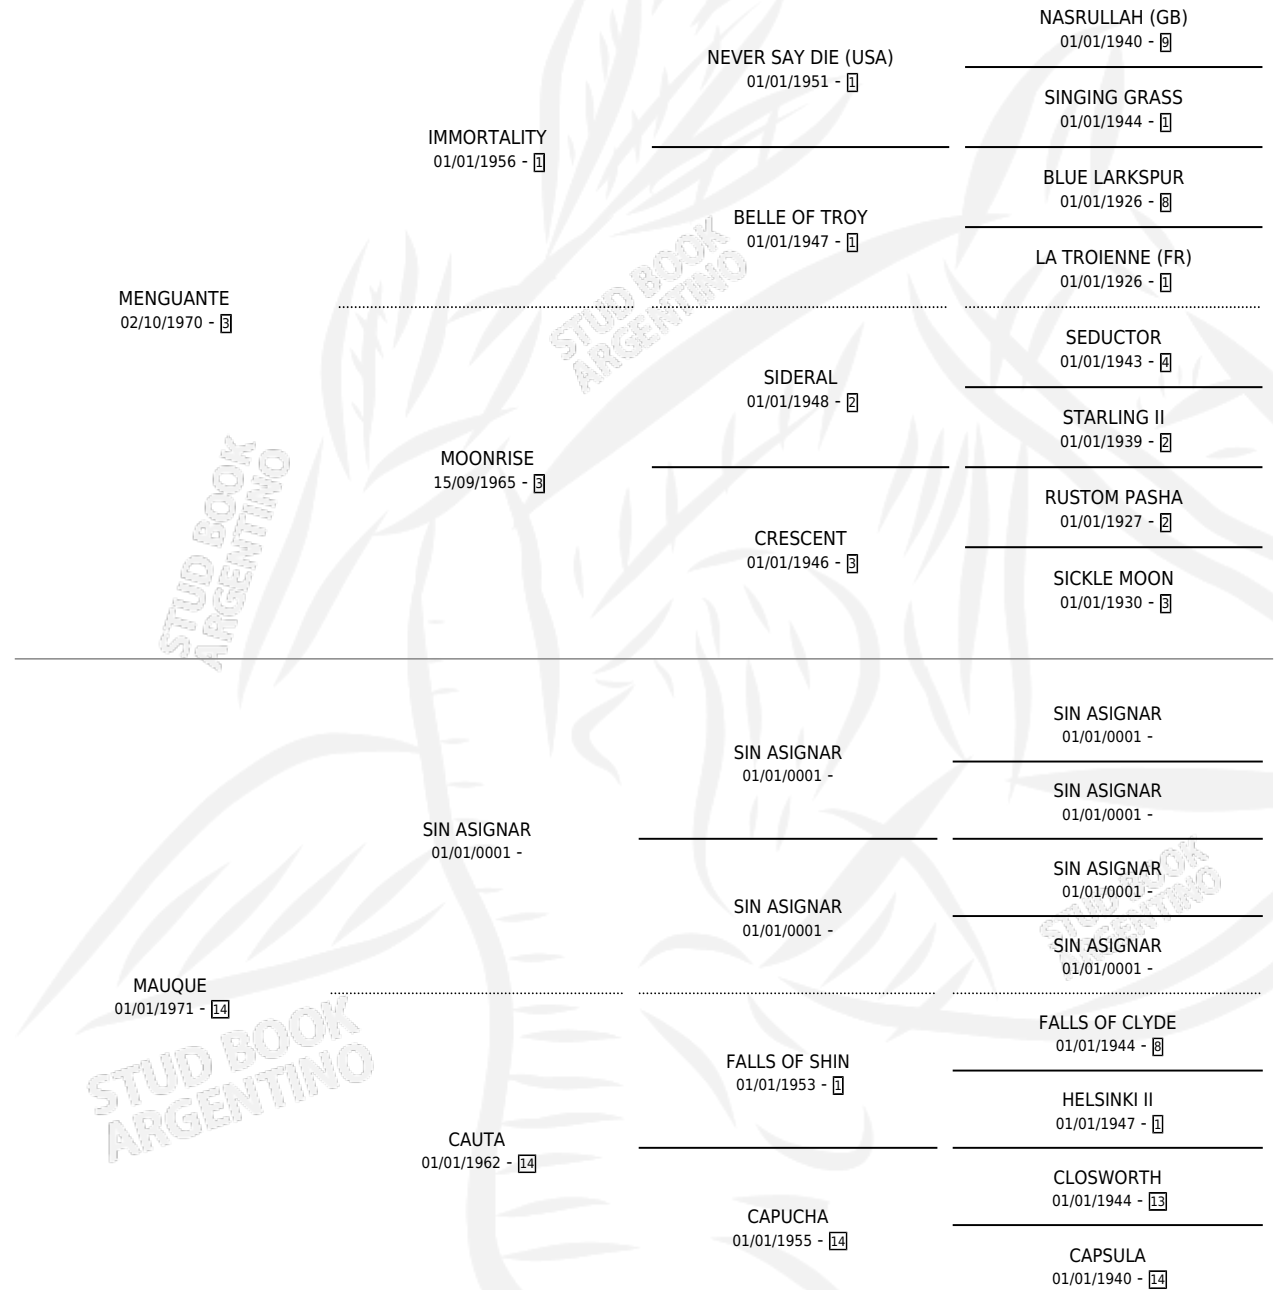 NASRULLAH (GB)
01/01/1940 - 9
NEVER SAY DIE (USA)
01/01/1951 - 1
SINGING GRASS
01/01/1944 - 1
IMMORTALITY
01/01/1956 - 1
BLUE LARKSPUR
01/01/1926 - 8
BELLE OF TROY
01/01/1947 - 1
LA TROIENNE (FR)
01/01/1926 - 1
MENGUANTE
02/10/1970 - 3
STUD BOOK
ARGENTINO
SEDUCTOR
01/01/1943 - 4
SIDERAL
01/01/1948 - 2
STARLING II
01/01/1939 - 2
MOONRISE
15/09/1965 - 3
RUSTOM PASHA
01/01/1927 - 2
CRESCENT
01/01/1946 - 3
SICKLE MOON
01/01/1930 - 3
STUD BOOK
ARGENTINO
SIN ASIGNAR
01/01/0001 -
SIN ASIGNAR
01/01/0001 -
SIN ASIGNAR
01/01/0001 -
SIN ASIGNAR
01/01/0001 -
SIN ASIGNAR
01/01/0001 -
SIN ASIGNAR
01/01/0001 -
SIN ASIGNAR
01/01/0001 -
STUD BOOK
ARGENTINO
MAUQUE
01/01/1971 - 14
STUD BOOK
ARGENTINO
FALLS OF CLYDE
01/01/1944 - 8
FALLS OF SHIN
01/01/1953 - 1
HELSINKI II
01/01/1947 - 1
CAUTA
01/01/1962 - 14
CLOSWORTH
01/01/1944 - 13
CAPUCHA
01/01/1955 - 14
CAPSULA
01/01/1940 - 14